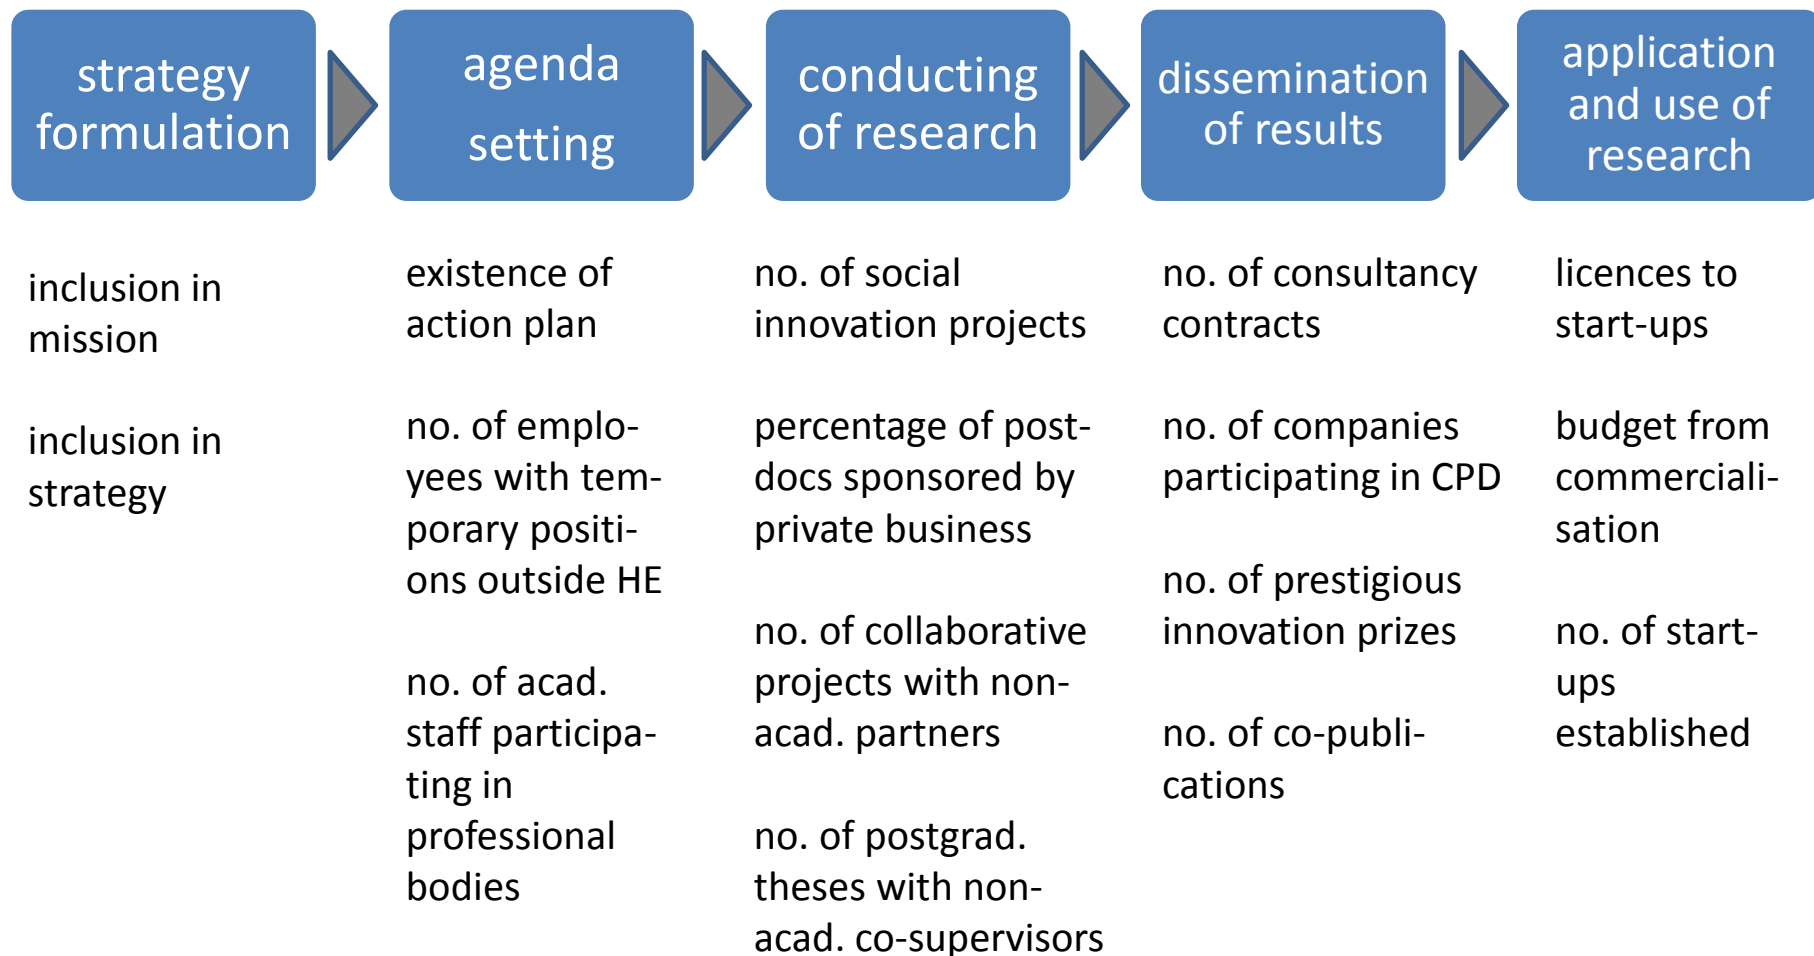 strategy
formulation
agenda
setting
conducting
of research
dissemination
of results
application
and use of
research
inclusion in
mission
inclusion in
strategy
existence of
action plan
no. of emplo-
yees with tem-
porary positi-
ons outside HE
no. of acad.
staff participa-
ting in
professional
bodies
no. of social
innovation projects
percentage of post-
docs sponsored by
private business
no. of collaborative
projects with non-
acad. partners
no. of postgrad.
theses with non-
acad. co-supervisors
no. of consultancy
contracts
no. of companies
participating in CPD
no. of prestigious
innovation prizes
no. of co-publi-
cations
licences to
start-ups
budget from
commerciali-
sation
no. of start-
ups
established